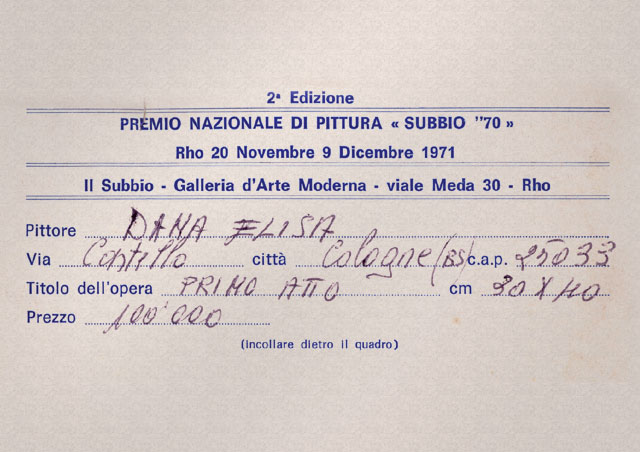 2ª Edizione
PREMIO NAZIONALE DI PITTURA « SUBBIO "70 »
Rho 20 Novembre 9 Dicembre 1971
Il Subbio - Galleria d'Arte Moderna - viale Meda 30 - Rho
Pittore DANA ELISA
Via Castello città Cologne (BS) c.a.p. 25033
Titolo dell'opera PRIMO ATTO cm 30 X 40
Prezzo 100'000
(incollare dietro il quadro)